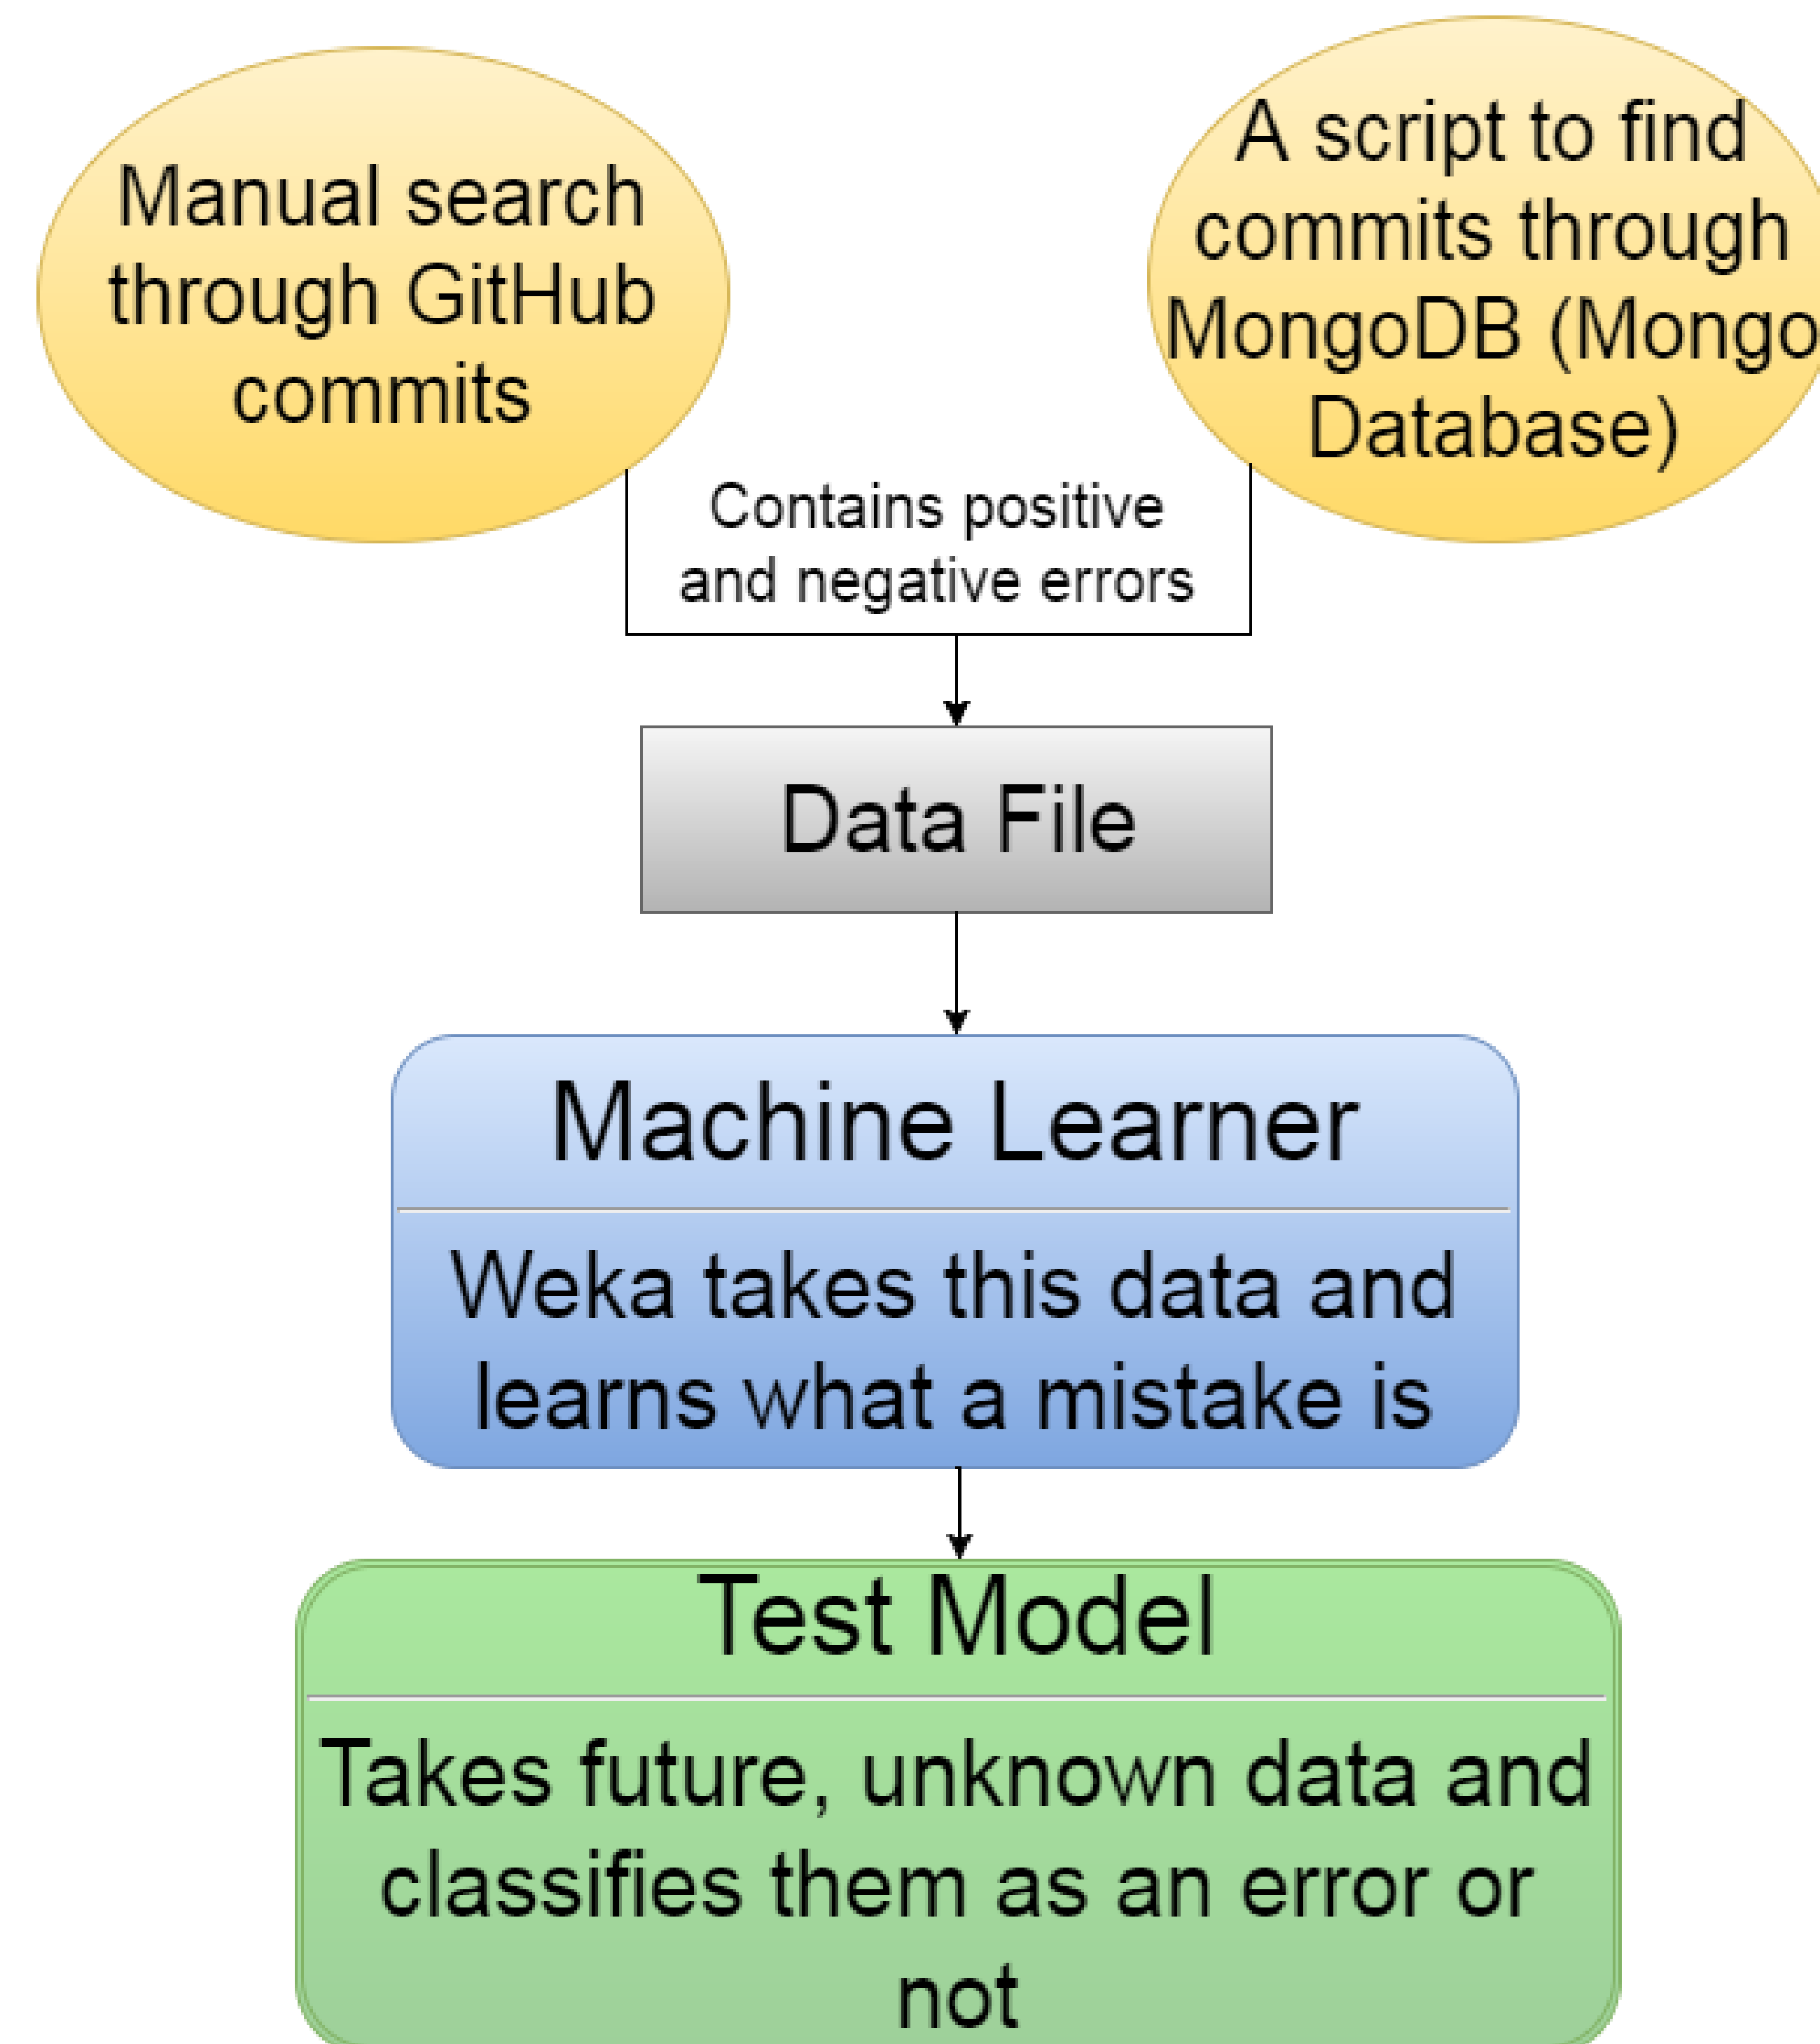 Manual search
through GitHub
commits
A script to find
commits through
MongoDB (Mongo
Database)
Contains positive
and negative errors
Data File
Machine Learner
Weka takes this data and
learns what a mistake is
Test Model
Takes future, unknown data and
classifies them as an error or
not